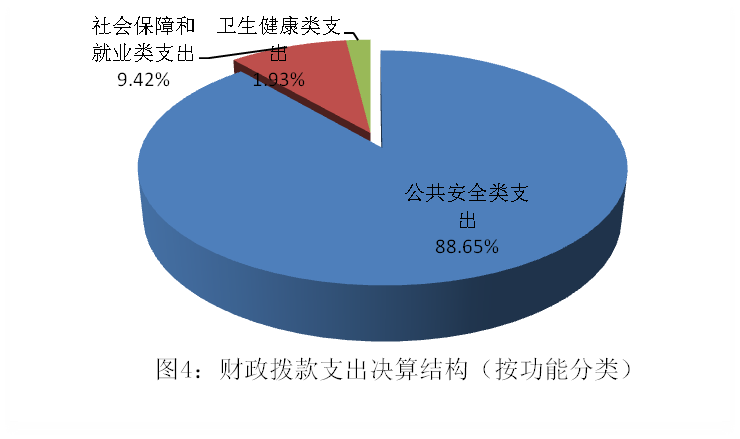 社会保障和
就业类支出
9.42%
卫生健康类支
出
1.93%
公共安全类支
出
88.65%
图4：财政拨款支出决算结构（按功能分类）